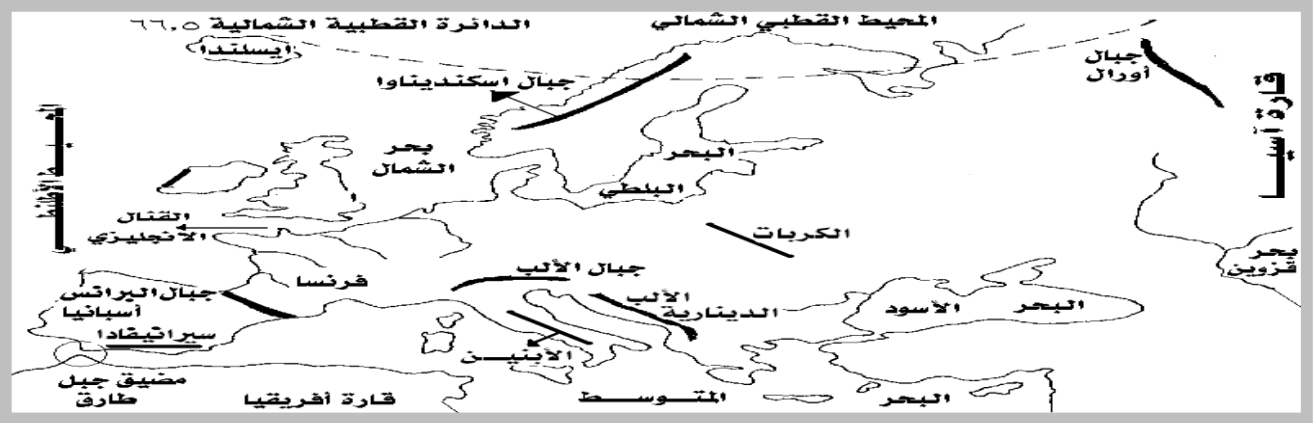 المحيط القطبي الشمالي
الدائرة القطبية الشمالية ٦٦,٥
ايسلندا
جبال
أورال
جبال اسكنديناوا
قارة آسيا
بحر
الشمال
البحر
البلطي
القنال
الانجليزي
الكربات
بحر
قزوين
جبال الألب
فرنسا
جبال البرانس
أسبانيا
الألب
الدينارية
البحر
الأسود
سيرانيفادا
الأبنيـــن
مضيق جبل
طارق
قارة أفريقيا
البحر
المتـــوســـط